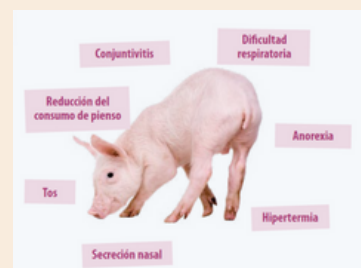 Conjuntivitis
Dificultad
respiratoria
Reducción del
consumo de pienso
Anorexia
Tos
Hipertermia
Secreción nasal